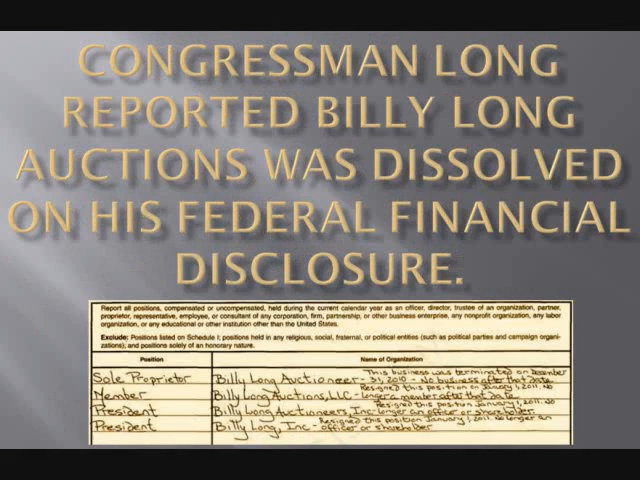 CONGRESSMAN LONG
REPORTED BILLY LONG
AUCTIONS WAS DISSOLVED
ON HIS FEDERAL FINANCIAL
DISCLOSURE.
Report all positions, compensated or uncompensated, held during the current calendar year as an officer, director, trustee of an organization, partner,
proprietor, representative, employee, or consultant of any corporation, firm, partnership, or other business enterprise, any nonprofit organization, any labor
organization, or any educational or other institution other than the United States.
Exclude: Positions listed on Schedule I; positions held in any religious, social, fraternal, or political entities (such as political parties and campaign organi-
zations); and positions solely of an honorary nature.
Position Name of Organization
This business was terminated on December
Sole Proprietor Billy Long Auctioneer - 31, 2010 - No business after that date
Resigned this position on January 1, 2011. No
Member Billy Long Auctions, LLC - longer a member after that date
Resigned this position January 1, 2011. No
President Billy Long Auctioneers, Inc - longer an officer or shareholder.
Resigned this position January 1, 2011. No longer an
President Billy Long, Inc - officer or shareholder